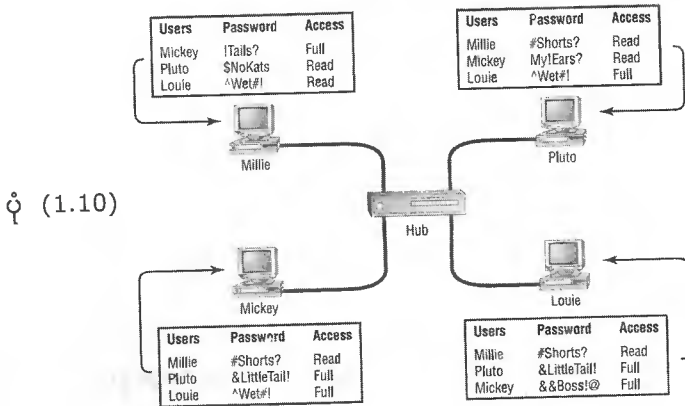 Users Password Access
Mickey !Tails? Full
Pluto $NoKats Read
Louie ^Wet#! Read
Users Password Access
Millie #Shorts? Read
Mickey My!Ears? Read
Louie ^Wet#! Full
Millie
Pluto
(1.10)
Hub
Mickey
Louie
Users Password Access
Millie #Shorts? Read
Pluto &LittleTail! Full
Louie ^Wet#! Full
Users Password Access
Millie #Shorts? Read
Pluto &LittleTail! Full
Mickey &&Boss!@ Full